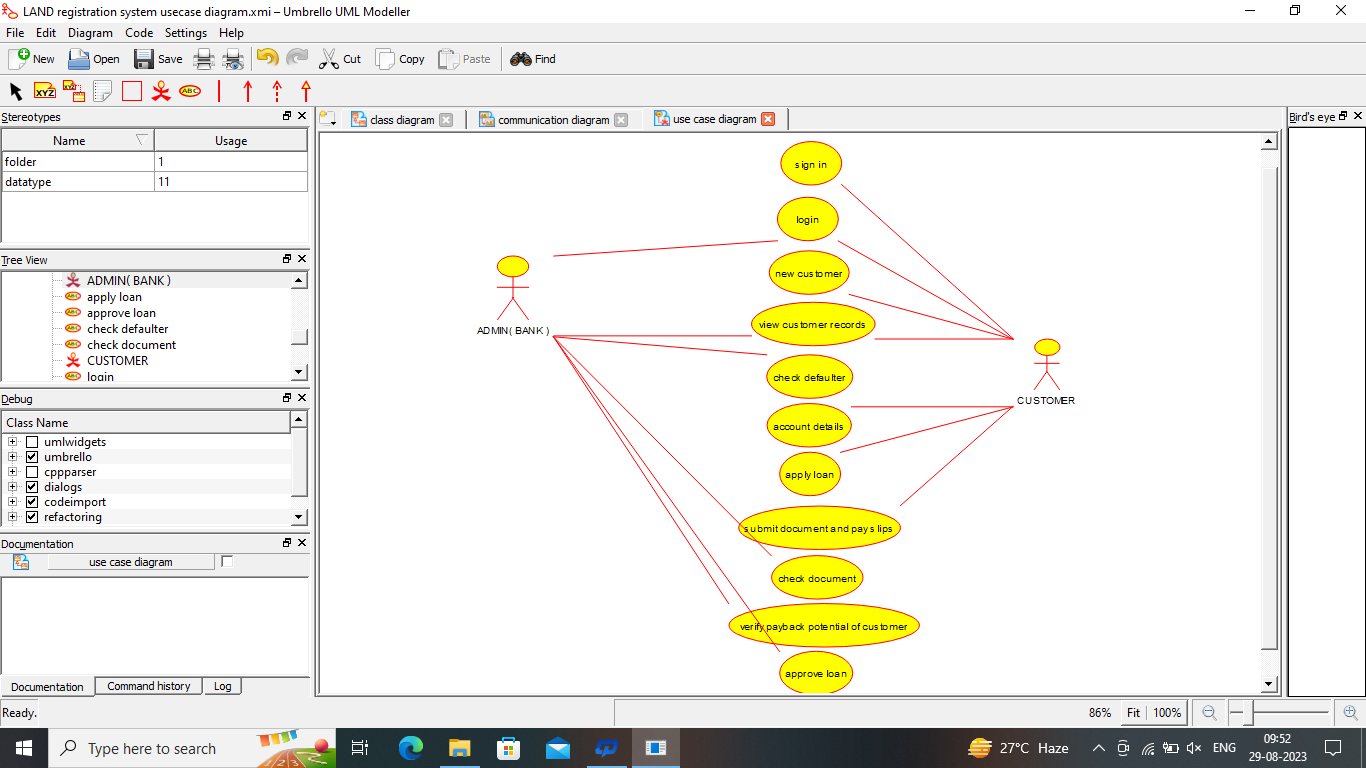 LAND registration system usecase diagram.xmi – Umbrello UML Modeller
File Edit Diagram Code Settings Help
New Open Save Cut Copy Paste Find
XYZ XYZ ABC
Stereotypes
Name Usage
folder 1
datatype 11
Tree View
ADMIN( BANK )
apply loan
approve loan
check defaulter
check document
CUSTOMER
login
Debug
Class Name
umlwidgets
umbrello
cppparser
dialogs
codeimport
refactoring
Documentation
use case diagram
Documentation Command history Log
class diagram communication diagram use case diagram
sign in
login
new customer
view customer records
check defaulter
account details
apply loan
submit document and pays lips
check document
verify payback potential of customer
approve loan
ADMIN( BANK )
CUSTOMER
Bird's eye
Ready.
86% Fit 100%
Type here to search
27°C Haze
ENG
09:52
29-08-2023